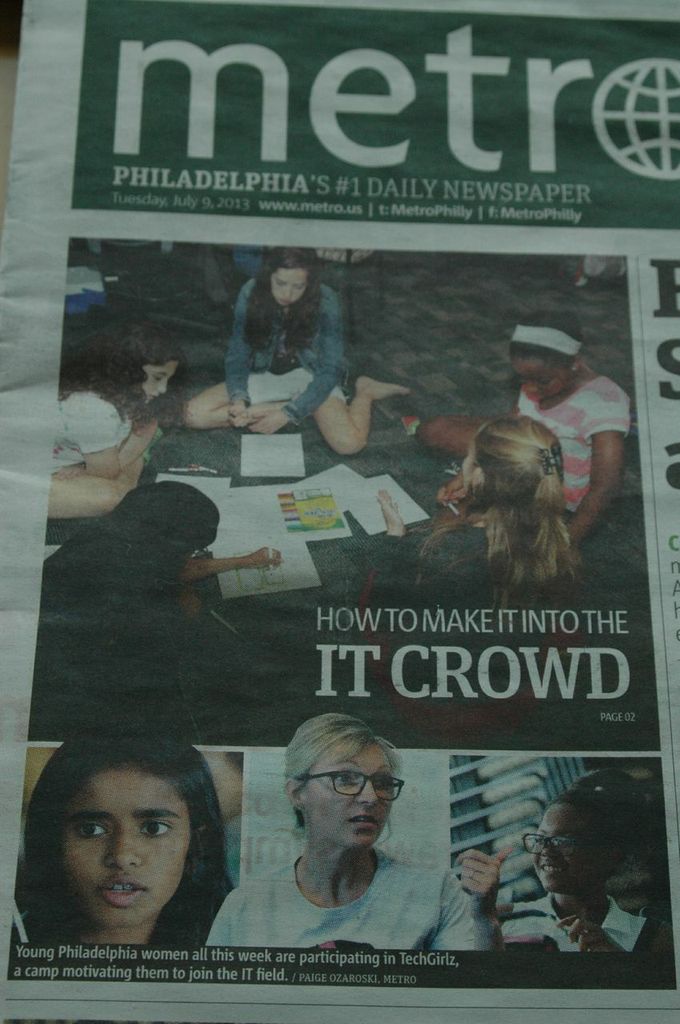 metro
PHILADELPHIA'S #1 DAILY NEWSPAPER
Tuesday, July 9, 2013 www.metro.us | t: MetroPhilly | f: MetroPhilly
HOW TO MAKE IT INTO THE
IT CROWD
PAGE 02
Young Philadelphia women all this week are participating in TechGirlz,
a camp motivating them to join the IT field. / PAIGE OZAROSKI, METRO